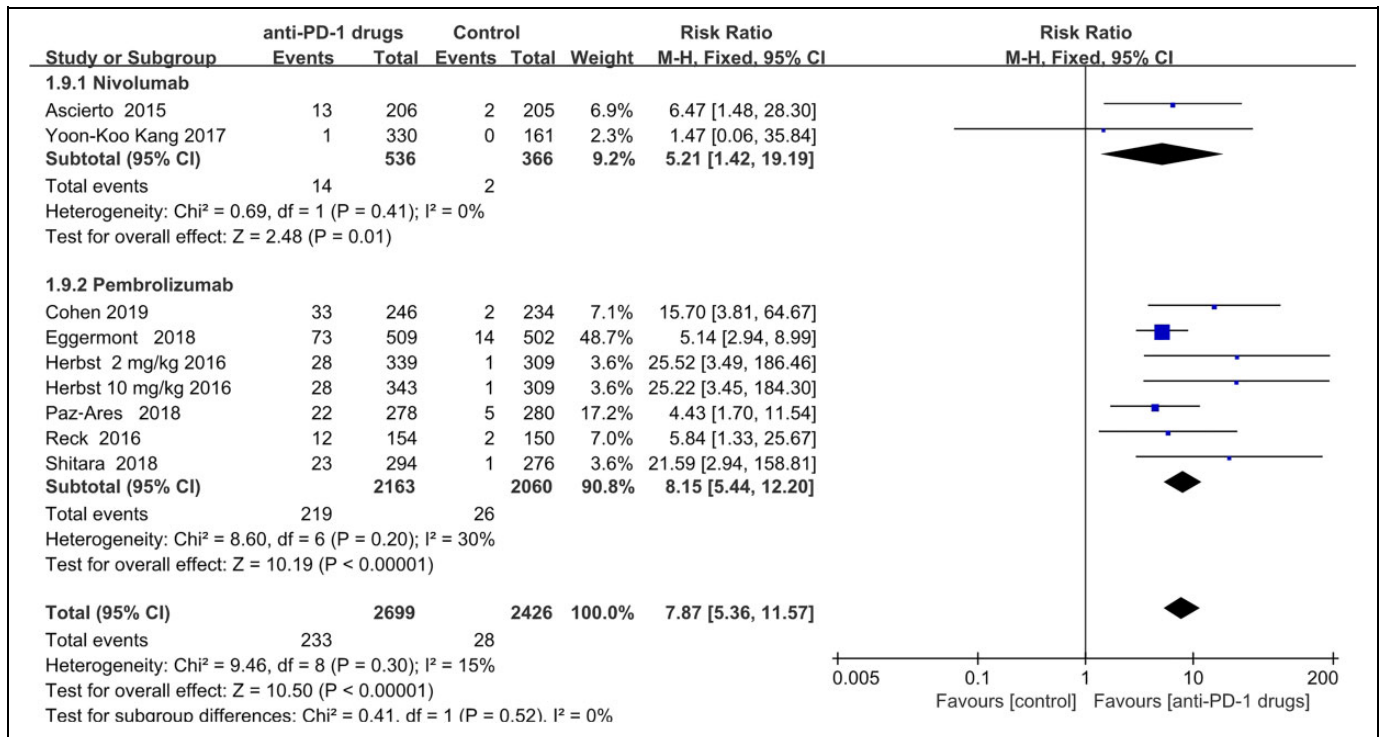 anti-PD-1 drugs Control Risk Ratio Risk Ratio
Study or Subgroup Events Total Events Total Weight M-H, Fixed, 95% CI M-H, Fixed, 95% CI
1.9.1 Nivolumab
Ascierto 2015 13 206 2 205 6.9% 6.47 [1.48, 28.30]
Yoon-Koo Kang 2017 1 330 0 161 2.3% 1.47 [0.06, 35.84]
Subtotal (95% CI) 536 366 9.2% 5.21 [1.42, 19.19]
Total events 14 2
Heterogeneity: Chi² = 0.69, df = 1 (P = 0.41); I² = 0%
Test for overall effect: Z = 2.48 (P = 0.01)
1.9.2 Pembrolizumab
Cohen 2019 33 246 2 234 7.1% 15.70 [3.81, 64.67]
Eggermont 2018 73 509 14 502 48.7% 5.14 [2.94, 8.99]
Herbst 2 mg/kg 2016 28 339 1 309 3.6% 25.52 [3.49, 186.46]
Herbst 10 mg/kg 2016 28 343 1 309 3.6% 25.22 [3.45, 184.30]
Paz-Ares 2018 22 278 5 280 17.2% 4.43 [1.70, 11.54]
Reck 2016 12 154 2 150 7.0% 5.84 [1.33, 25.67]
Shitara 2018 23 294 1 276 3.6% 21.59 [2.94, 158.81]
Subtotal (95% CI) 2163 2060 90.8% 8.15 [5.44, 12.20]
Total events 219 26
Heterogeneity: Chi² = 8.60, df = 6 (P = 0.20); I² = 30%
Test for overall effect: Z = 10.19 (P < 0.00001)
Total (95% CI) 2699 2426 100.0% 7.87 [5.36, 11.57]
Total events 233 28
Heterogeneity: Chi² = 9.46, df = 8 (P = 0.30); I² = 15%
Test for overall effect: Z = 10.50 (P < 0.00001)
Test for subgroup differences: Chi² = 0.41. df = 1 (P = 0.52). I² = 0%
0.005 0.1 1 10 200
Favours [control] Favours [anti-PD-1 drugs]